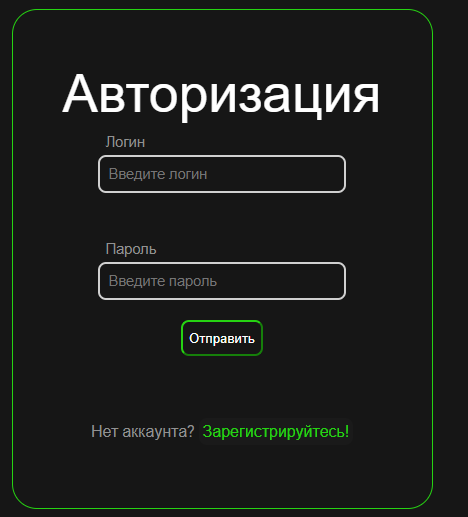 Авторизация
Логин
Введите логин
Пароль
Введите пароль
Отправить
Нет аккаунта? Зарегистрируйтесь!